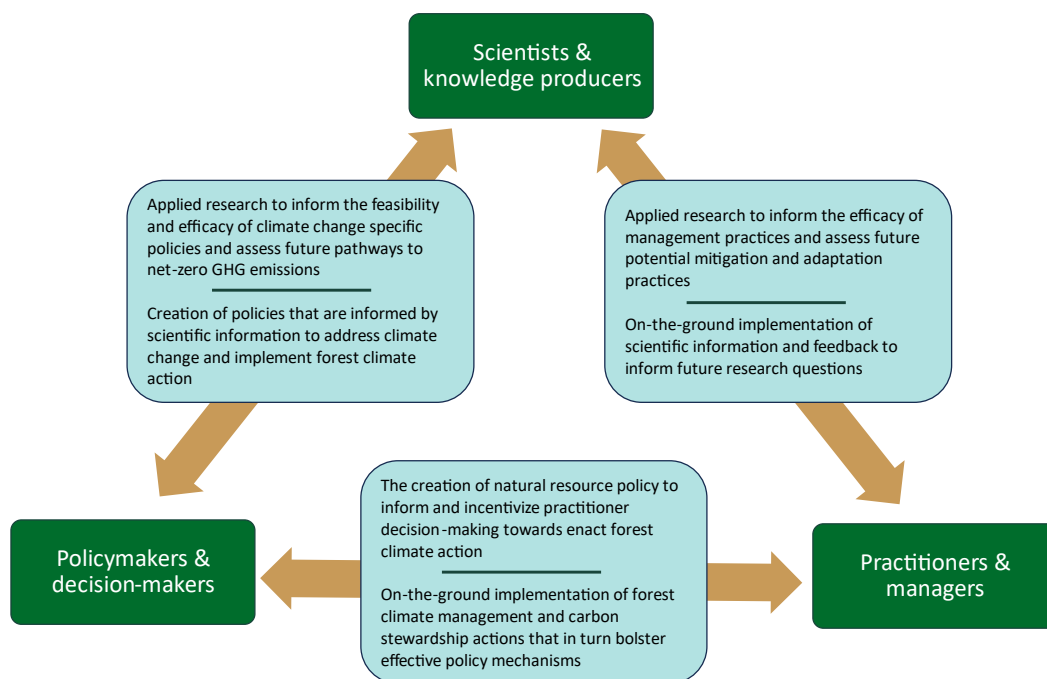 Scientists &
knowledge producers
Applied research to inform the feasibility
and efficacy of climate change specific
policies and assess future pathways to
net-zero GHG emissions
Creation of policies that are informed by
scientific information to address climate
change and implement forest climate
action
Applied research to inform the efficacy of
management practices and assess future
potential mitigation and adaptation
practices
On-the-ground implementation of
scientific information and feedback to
inform future research questions
The creation of natural resource policy to
inform and incentivize practitioner
decision-making towards enact forest
climate action
On-the-ground implementation of forest
climate management and carbon
stewardship actions that in turn bolster
effective policy mechanisms
Policymakers &
decision-makers
Practitioners &
managers